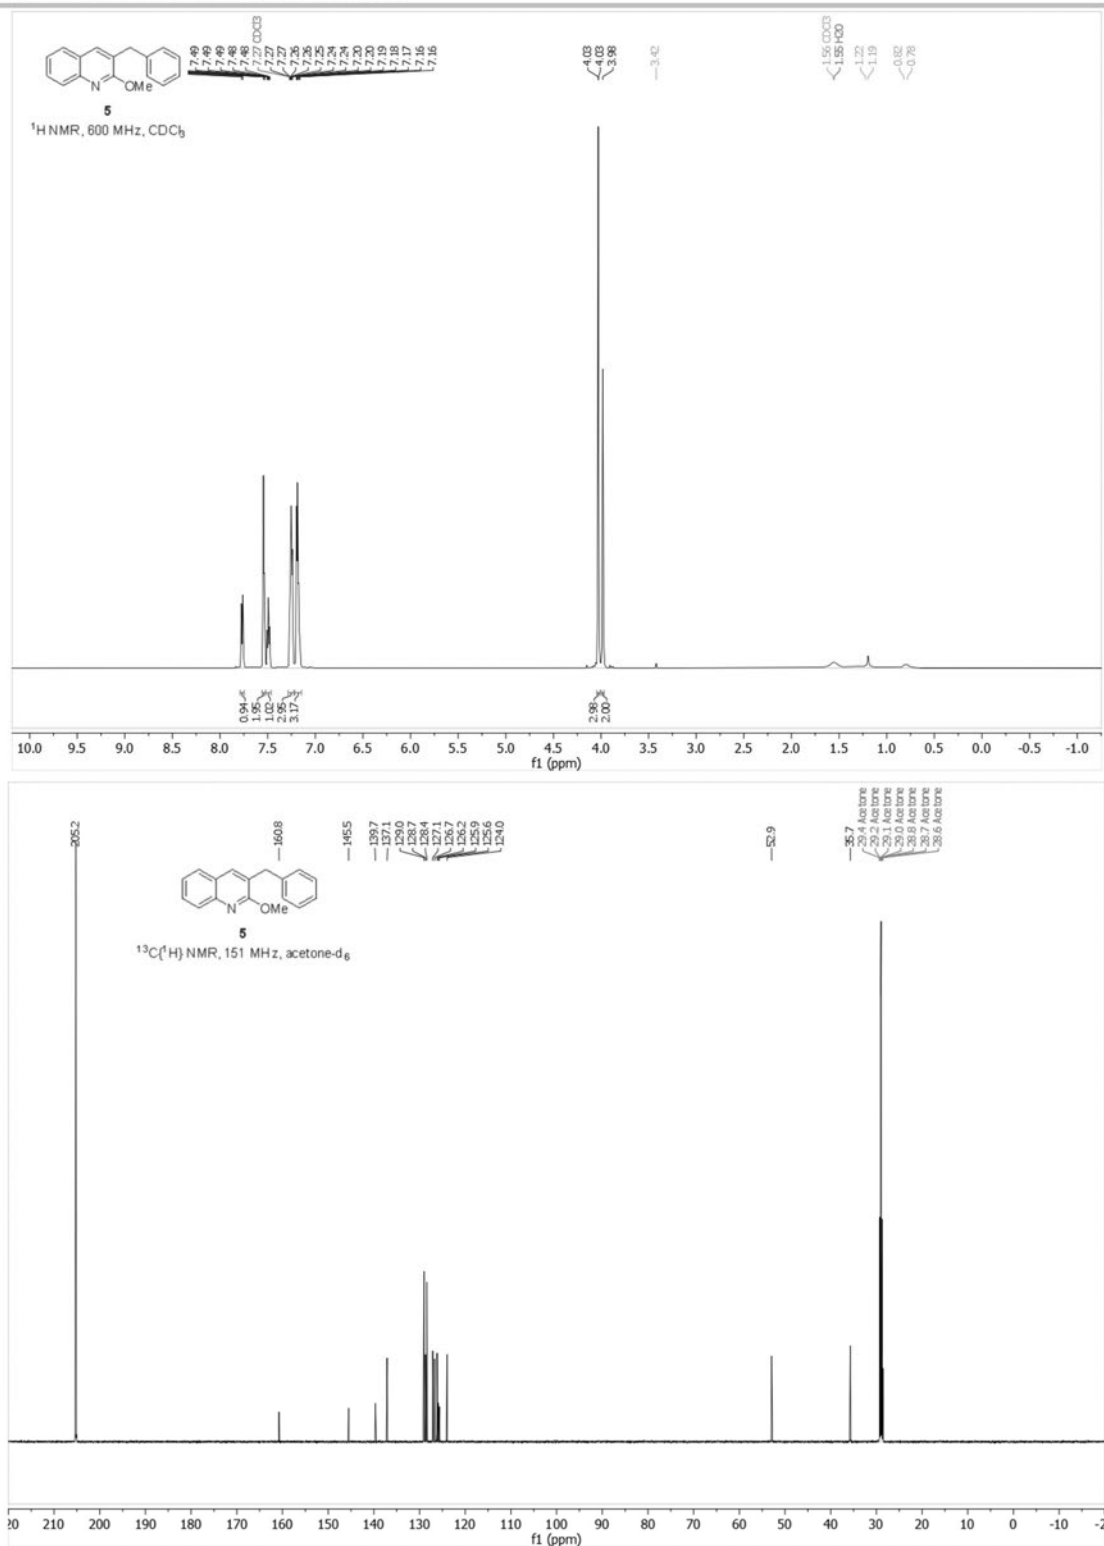 7.49
7.49
7.49
7.48
7.48
7.27 CDCl3
7.27
7.27
7.26
7.26
7.25
7.24
7.24
7.20
7.20
7.19
7.18
7.17
7.16
7.16
4.03
4.03
3.98
3.42
1.56 CDCl3
1.55 H2O
1.22
1.19
0.82
0.78
N OMe
5
¹H NMR, 600 MHz, CDCl₃
0.94
1.95
1.02
2.95
3.17
2.98
2.00
10.0 9.5 9.0 8.5 8.0 7.5 7.0 6.5 6.0 5.5 5.0 4.5 4.0 3.5 3.0 2.5 2.0 1.5 1.0 0.5 0.0 -0.5 -1.0
f1 (ppm)
205.2
160.8
145.5
139.7
137.1
129.0
128.7
128.4
127.1
126.7
126.2
125.9
125.6
124.0
52.9
35.7
29.4 Acetone
29.2 Acetone
29.1 Acetone
29.0 Acetone
28.8 Acetone
28.7 Acetone
28.6 Acetone
N OMe
5
¹³C{¹H} NMR, 151 MHz, acetone-d₆
20 210 200 190 180 170 160 150 140 130 120 110 100 90 80 70 60 50 40 30 20 10 0 -10 -2
f1 (ppm)